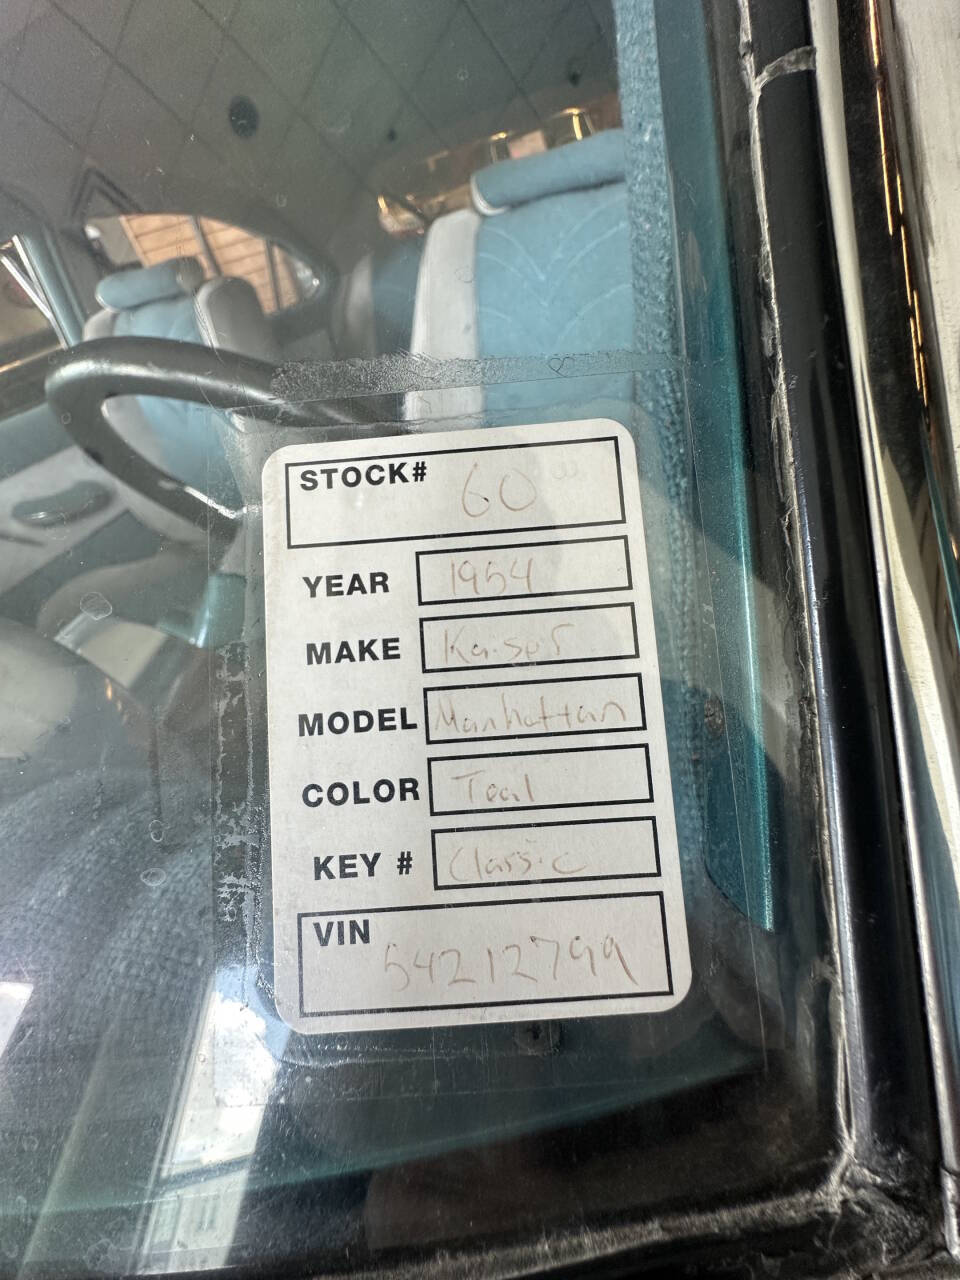 STOCK# 60
YEAR 1954
MAKE Kaiser
MODEL Manhattan
COLOR Teal
KEY # Classic
VIN
54212799